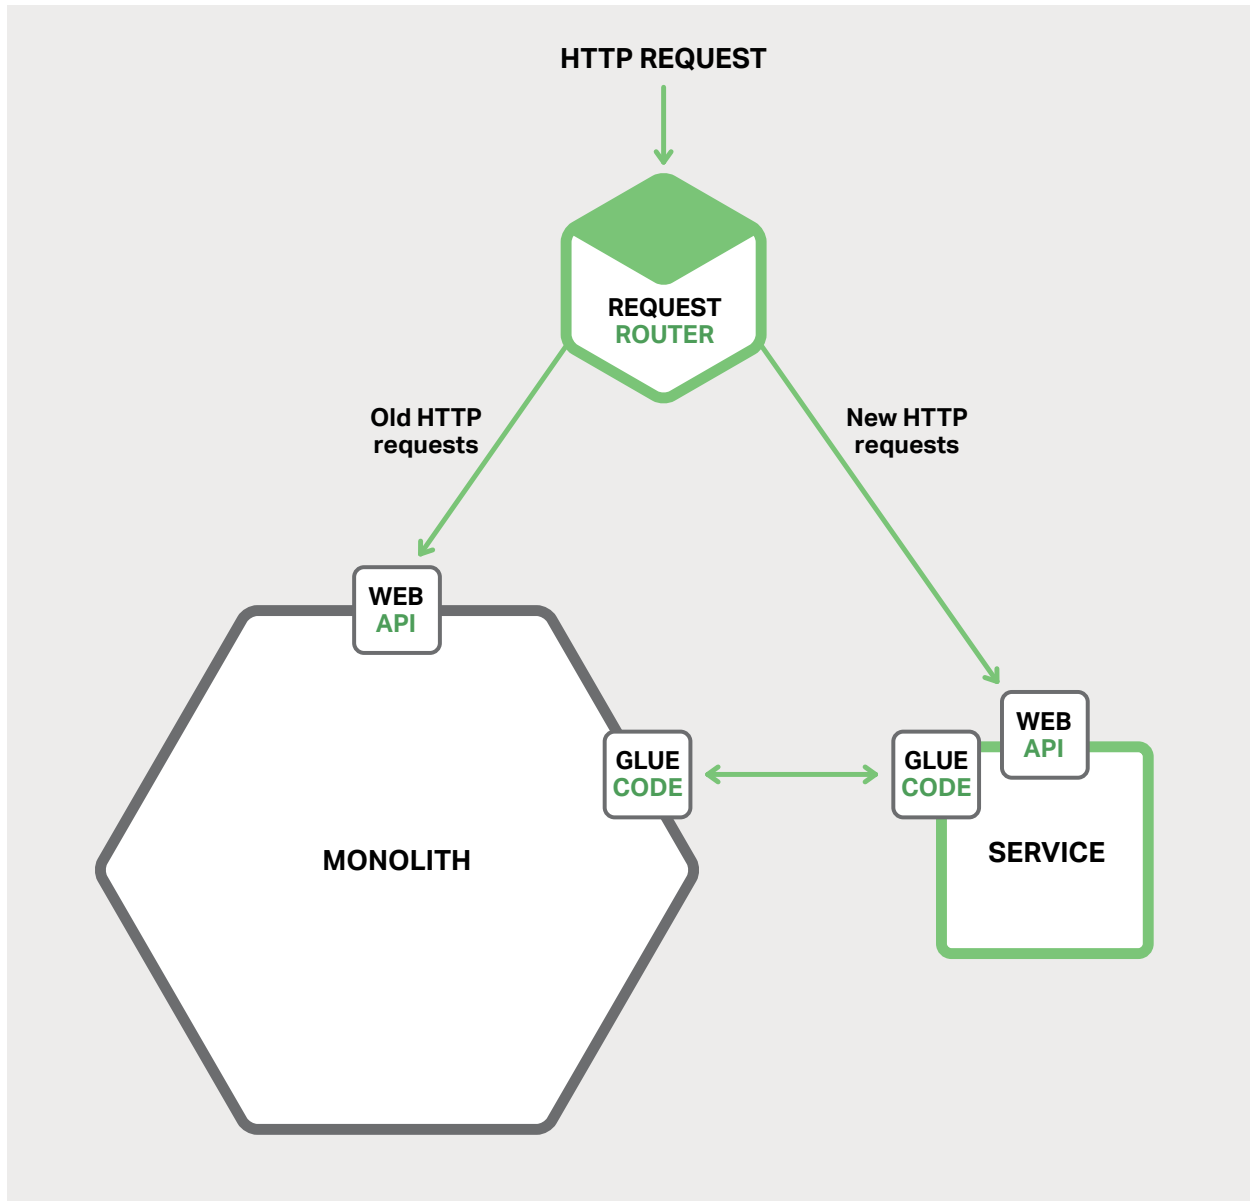 HTTP REQUEST
REQUEST
ROUTER
Old HTTP
requests
New HTTP
requests
WEB
API
GLUE
CODE
MONOLITH
GLUE
CODE
WEB
API
SERVICE